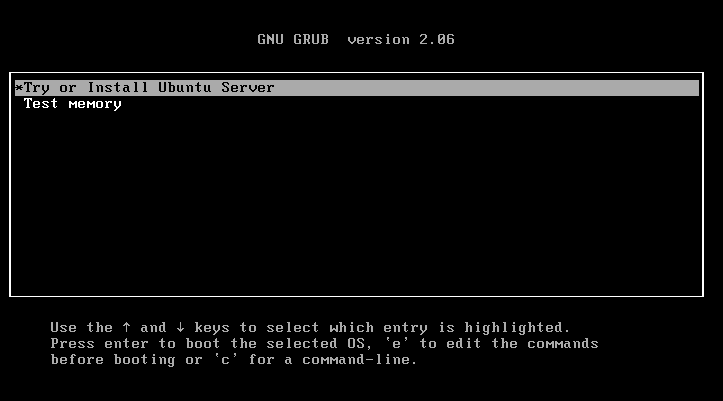 GNU GRUB  version 2.06
*Try or Install Ubuntu Server
Test memory
Use the ↑ and ↓ keys to select which entry is highlighted.
Press enter to boot the selected OS, `e' to edit the commands
before booting or `c' for a command-line.